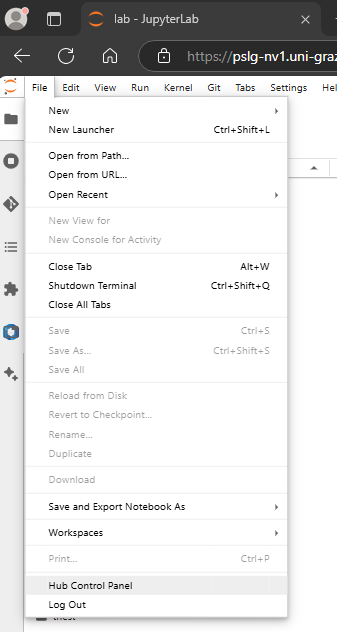 lab - JupyterLab
https://pslg-nv1.uni-graz
File Edit View Run Kernel Git Tabs Settings Hel
New
New Launcher Ctrl+Shift+L
Open from Path...
Open from URL...
Open Recent
New View for
New Console for Activity
Close Tab Alt+W
Shutdown Terminal Ctrl+Shift+Q
Close All Tabs
Save Ctrl+S
Save As... Ctrl+Shift+S
Save All
Reload from Disk
Revert to Checkpoint...
Rename...
Duplicate
Download
Save and Export Notebook As
Workspaces
Print... Ctrl+P
Hub Control Panel
Log Out